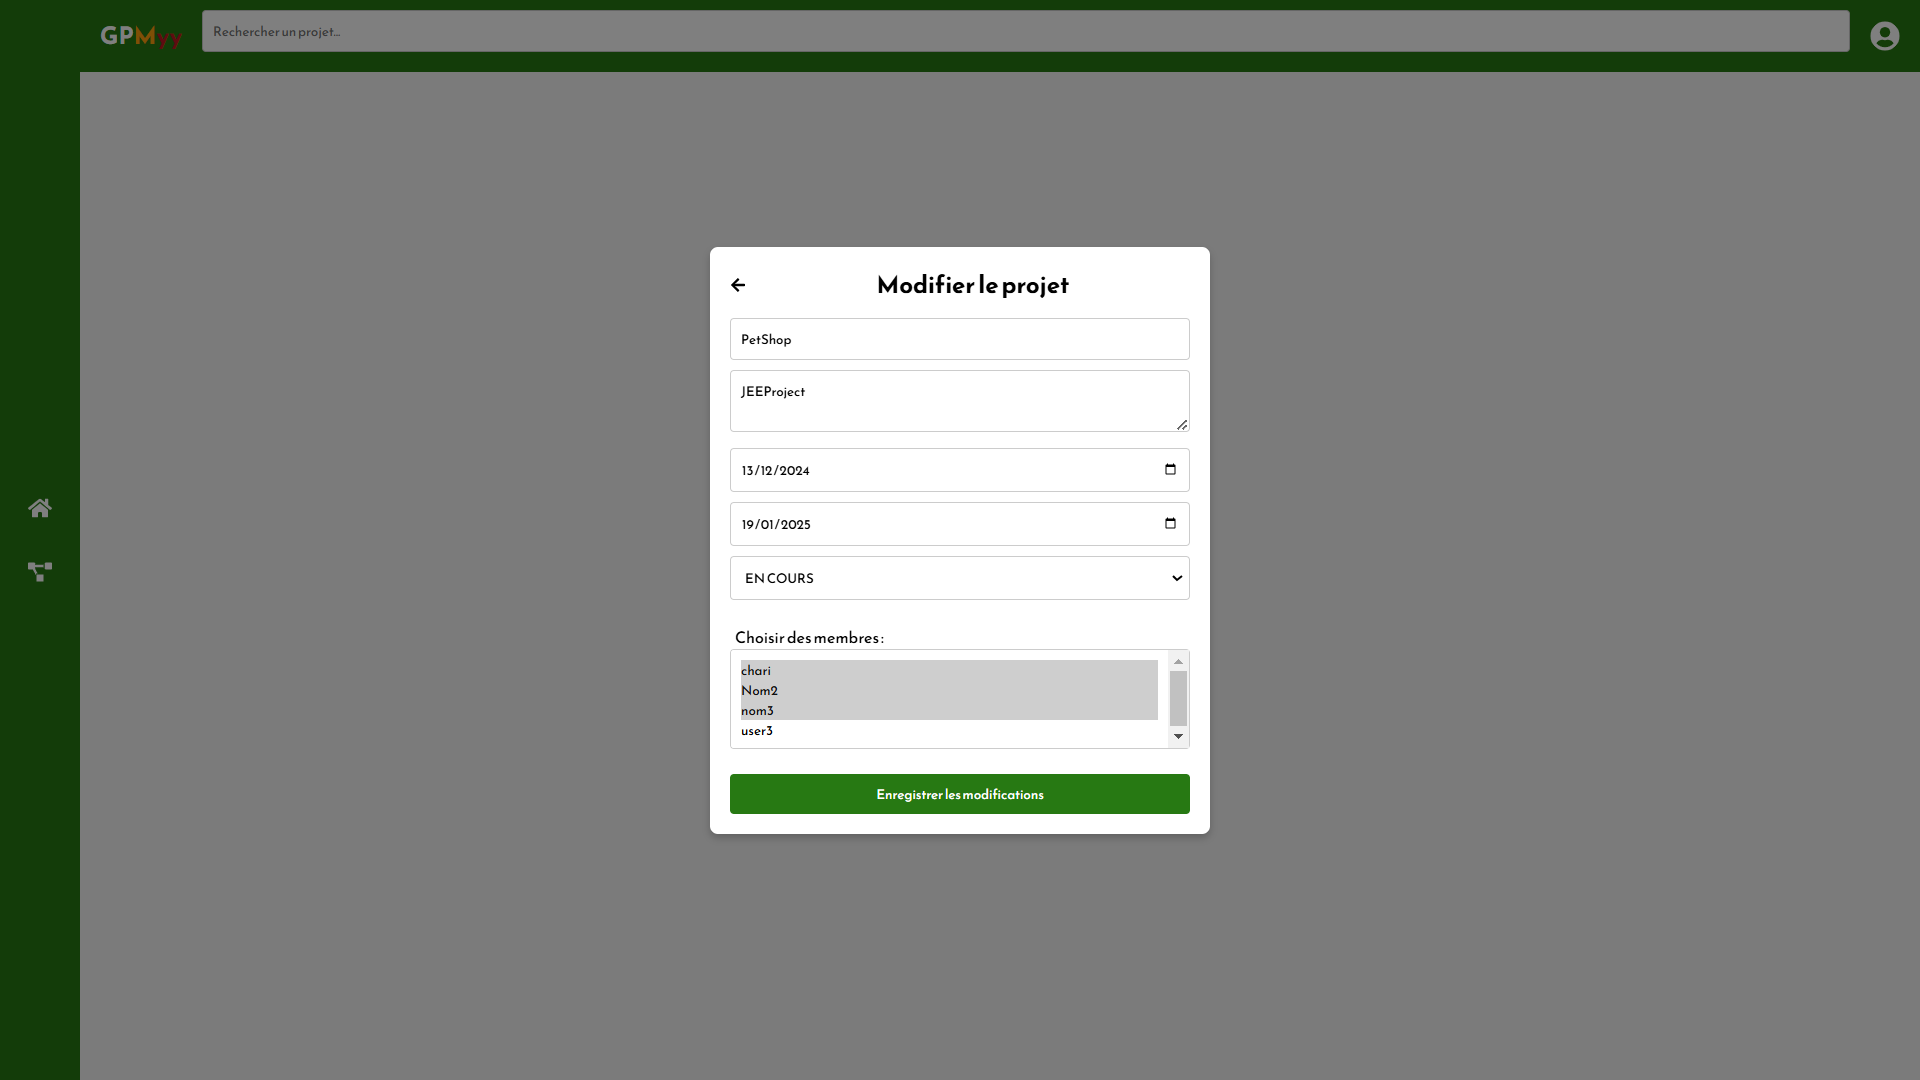 GPMyy
Rechercher un projet...
Modifier le projet
PetShop
JEEProject
13/12/2024
19/01/2025
EN COURS
Choisir des membres :
chari
Nom2
nom3
user3
Enregistrer les modifications